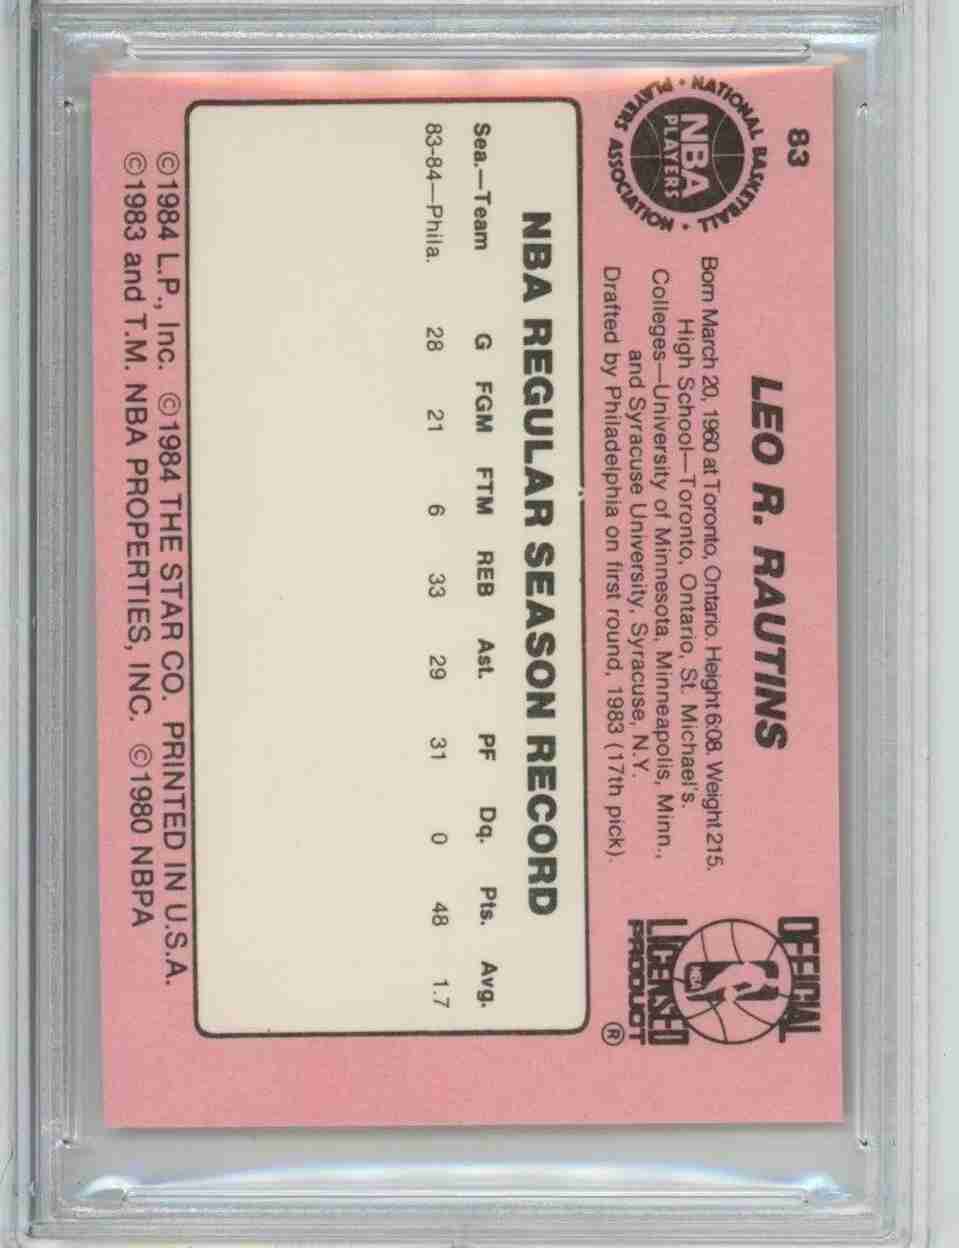 83
NATIONAL BASKETBALL
PLAYERS ASSOCIATION
NBA
PLAYERS
LEO R. RAUTINS
Born March 20, 1960 at Toronto, Ontario. Height 6:08. Weight 215.
High School—Toronto, Ontario, St. Michael's.
Colleges—University of Minnesota, Minneapolis, Minn.,
and Syracuse University, Syracuse, N.Y.
Drafted by Philadelphia on first round, 1983 (17th pick).
OFFICIAL
NBA
LICENSED
PRODUCT ®
NBA REGULAR SEASON RECORD
Sea.—Team G FGM FTM REB Ast. PF Dq. Pts. Avg.
83-84—Phila. 28 21 6 33 29 31 0 48 1.7
©1984 L.P., Inc. ©1984 THE STAR CO. PRINTED IN U.S.A.
©1983 and T.M. NBA PROPERTIES, INC. ©1980 NBPA